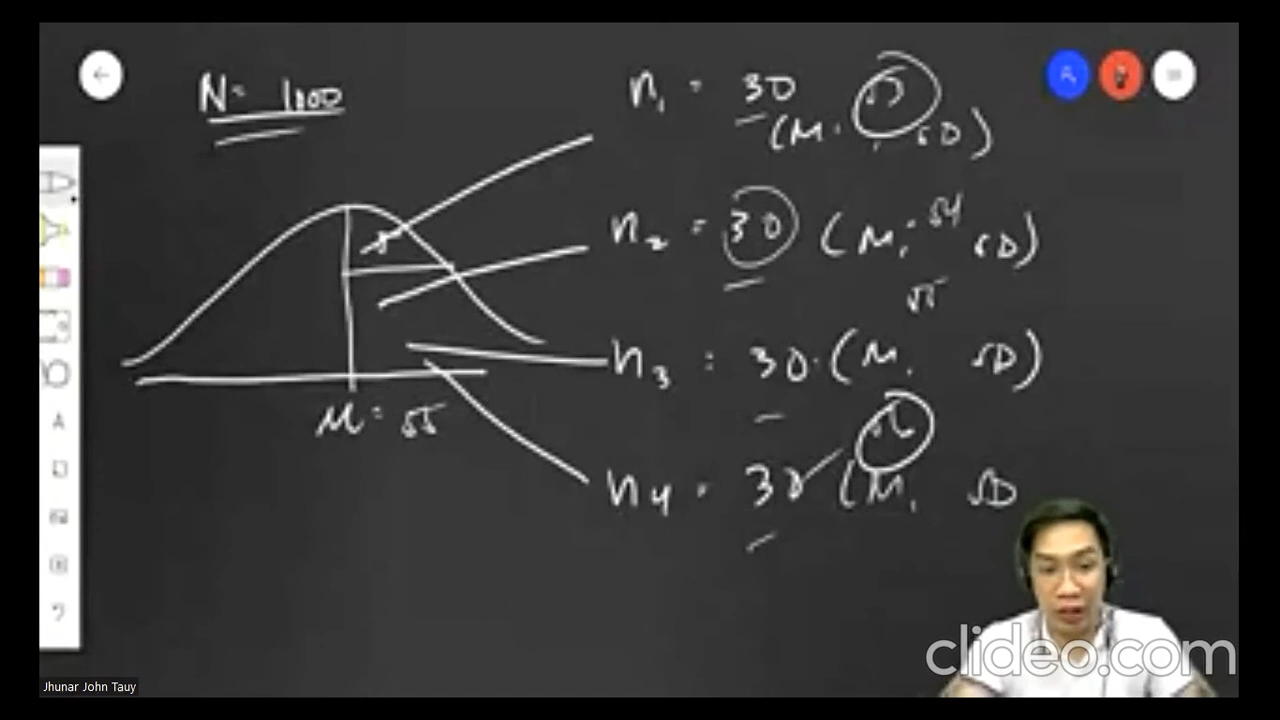 N = 1000
n1 = 30
(M, SD)
n2 = 30 (M, 54 SD)
55
n3 = 30 (M, SD)
M = 55
n4 = 30 (M, SD
A
?
clideo.com
Jhunar John Tauy